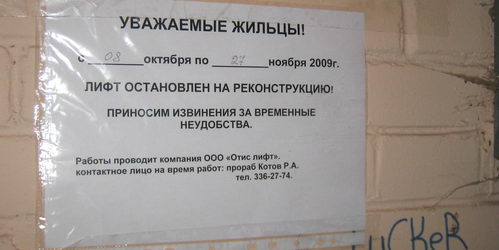 УВАЖАЕМЫЕ ЖИЛЬЦЫ!
с 08 октября по 27 ноября 2009г.
ЛИФТ ОСТАНОВЛЕН НА РЕКОНСТРУКЦИЮ!
ПРИНОСИМ ИЗВИНЕНИЯ ЗА ВРЕМЕННЫЕ
НЕУДОБСТВА.
Работы проводит компания ООО «Отис лифт».
контактное лицо на время работ: прораб Котов Р.А.
тел. 336-27-74.